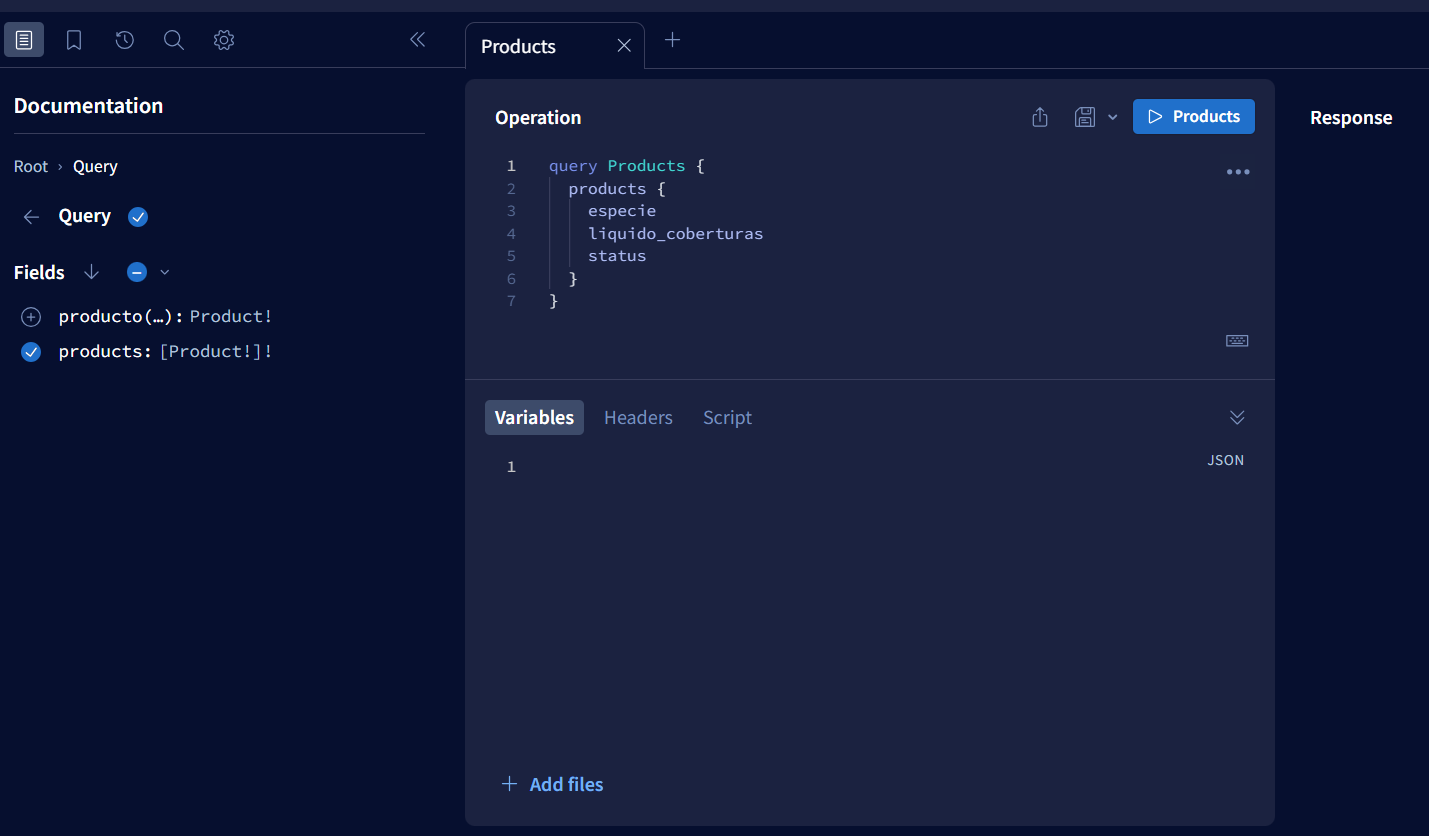 Products
Documentation
Root › Query
Query
Fields
producto(…): Product!
products: [Product!]!
Operation
Products
1 query Products {
2 products {
3 especie
4 liquido_coberturas
5 status
6 }
7 }
Variables Headers Script
1
JSON
Add files
Response